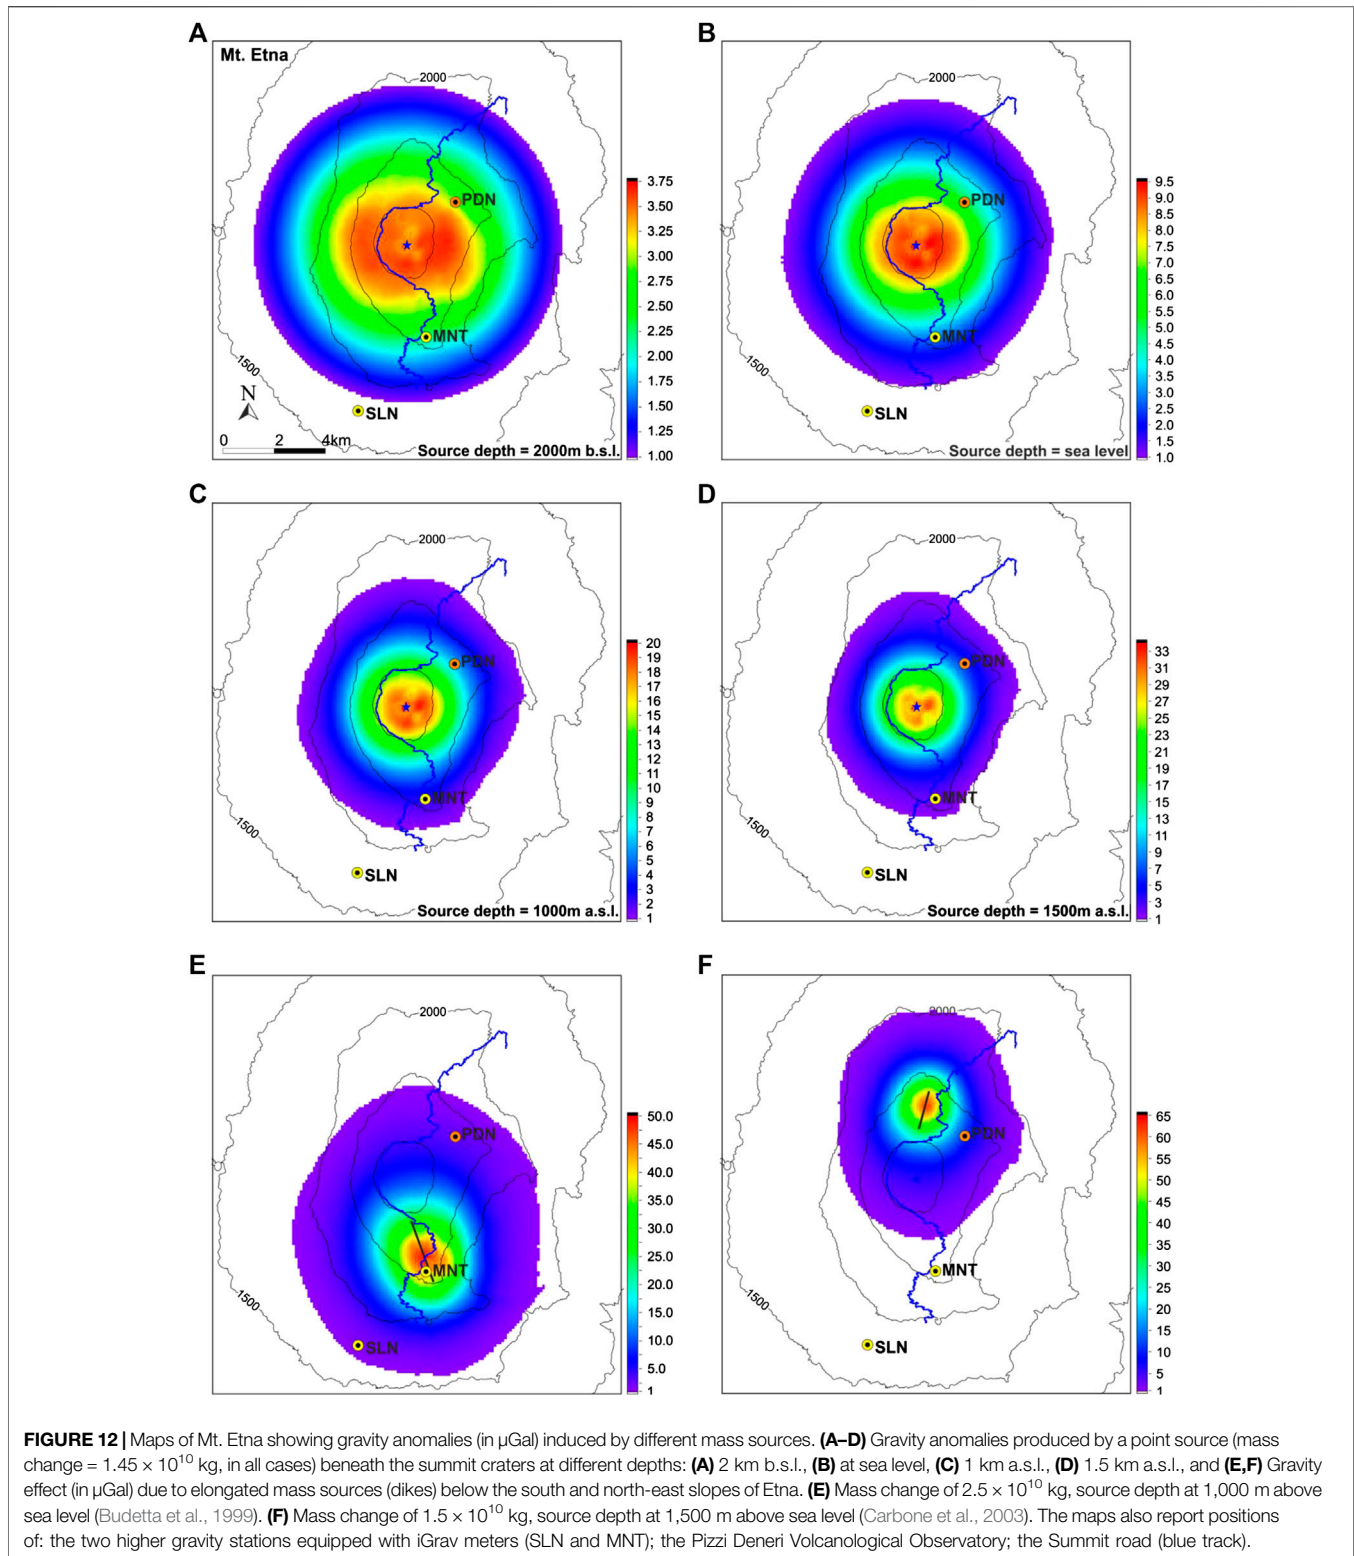 A
Mt. Etna
2000
PDN
MNT
1500
N
SLN
0 2 4km
Source depth = 2000m b.s.l.
3.75
3.50
3.25
3.00
2.75
2.50
2.25
2.00
1.75
1.50
1.25
1.00
B
2000
PDN
MNT
1500
SLN
Source depth = sea level
9.5
9.0
8.5
8.0
7.5
7.0
6.5
6.0
5.5
5.0
4.5
4.0
3.5
3.0
2.5
2.0
1.5
1.0
C
2000
PDN
MNT
1500
SLN
Source depth = 1000m a.s.l.
20
19
18
17
16
15
14
13
12
11
10
9
8
7
6
5
4
3
2
1
D
2000
PDN
MNT
1500
SLN
Source depth = 1500m a.s.l.
33
31
29
27
25
23
21
19
17
15
13
11
9
7
5
3
1
E
2000
PDN
MNT
1500
SLN
50.0
45.0
40.0
35.0
30.0
25.0
20.0
15.0
10.0
5.0
1
F
2000
PDN
MNT
1500
SLN
65
60
55
50
45
40
35
30
25
20
15
10
5
1
FIGURE 12 | Maps of Mt. Etna showing gravity anomalies (in µGal) induced by different mass sources. (A–D) Gravity anomalies produced by a point source (mass
change = 1.45 × 10¹⁰ kg, in all cases) beneath the summit craters at different depths: (A) 2 km b.s.l., (B) at sea level, (C) 1 km a.s.l., (D) 1.5 km a.s.l., and (E,F) Gravity
effect (in µGal) due to elongated mass sources (dikes) below the south and north-east slopes of Etna. (E) Mass change of 2.5 × 10¹⁰ kg, source depth at 1,000 m above
sea level (Budetta et al., 1999). (F) Mass change of 1.5 × 10¹⁰ kg, source depth at 1,500 m above sea level (Carbone et al., 2003). The maps also report positions
of: the two higher gravity stations equipped with iGrav meters (SLN and MNT); the Pizzi Deneri Volcanological Observatory; the Summit road (blue track).